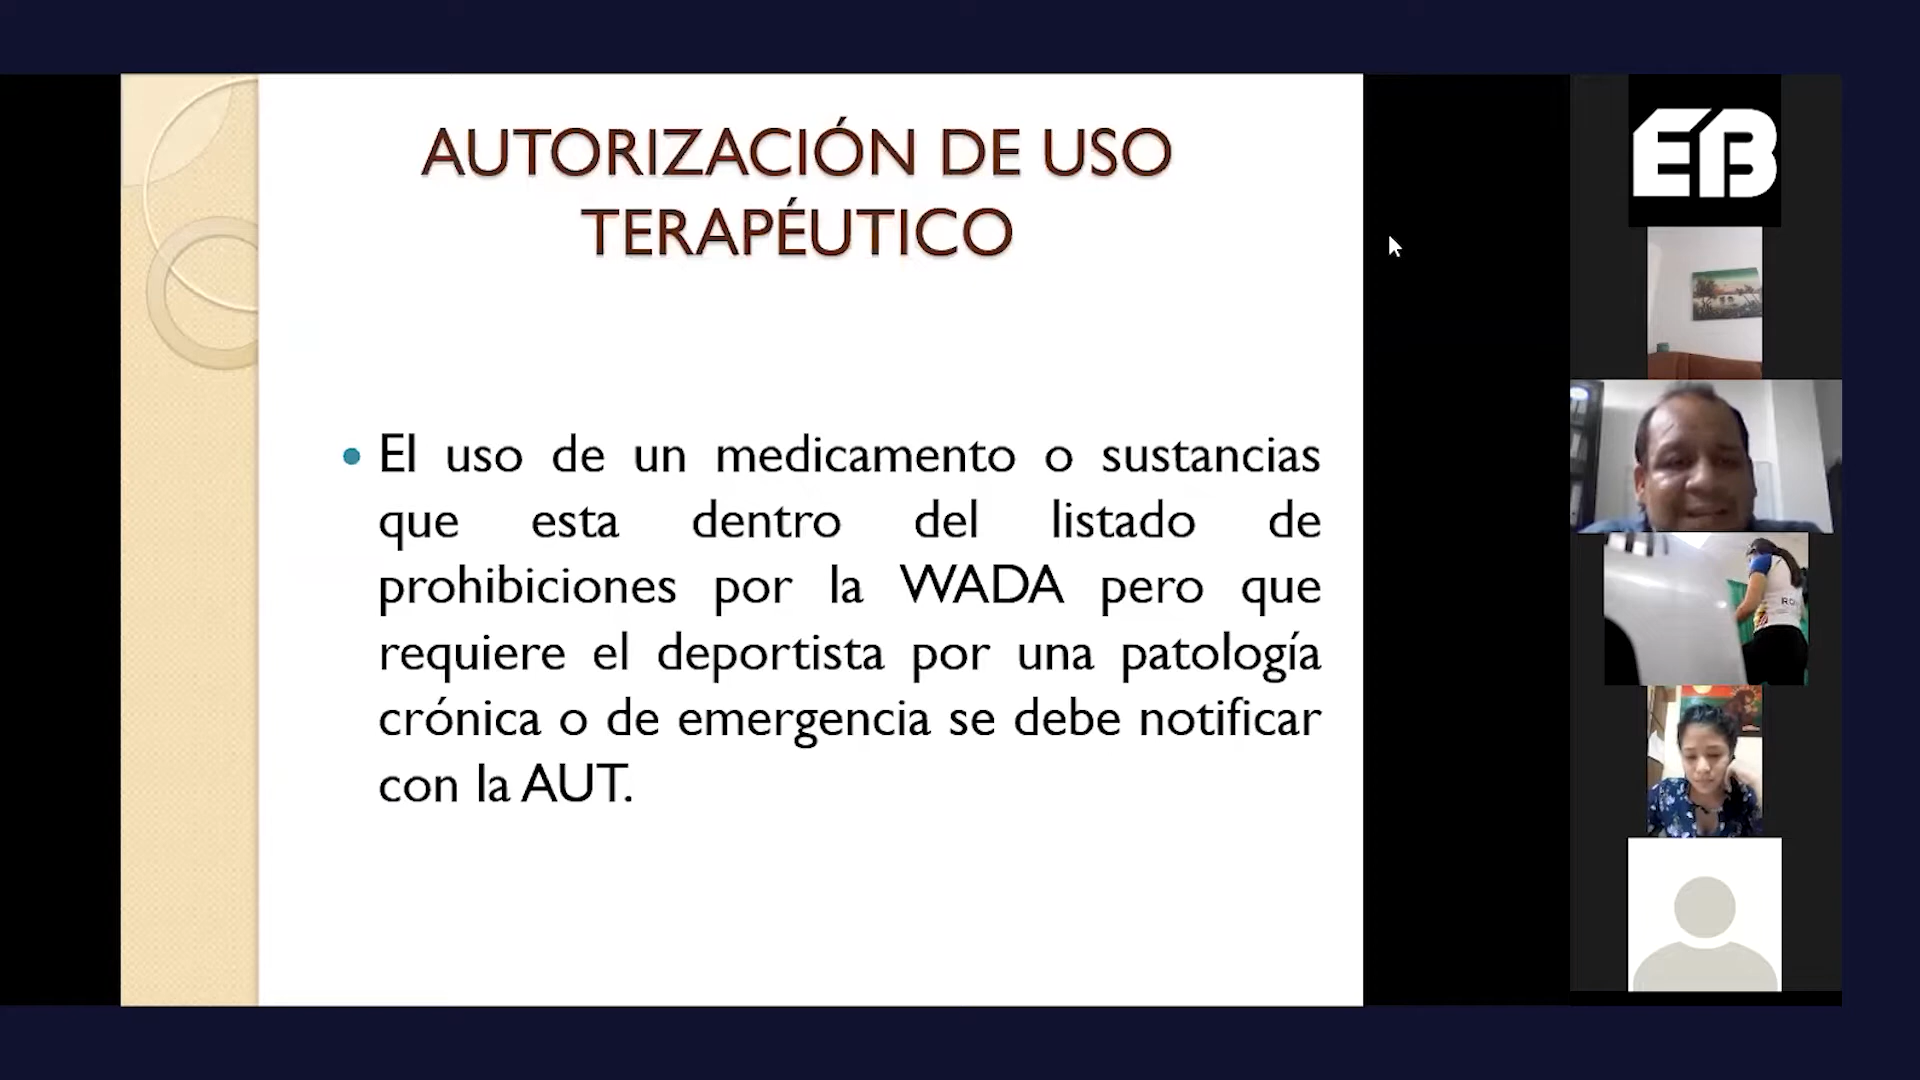 AUTORIZACIÓN DE USO
TERAPÉUTICO
• El uso de un medicamento o sustancias
que esta dentro del listado de
prohibiciones por la WADA pero que
requiere el deportista por una patología
crónica o de emergencia se debe notificar
con la AUT.
EB